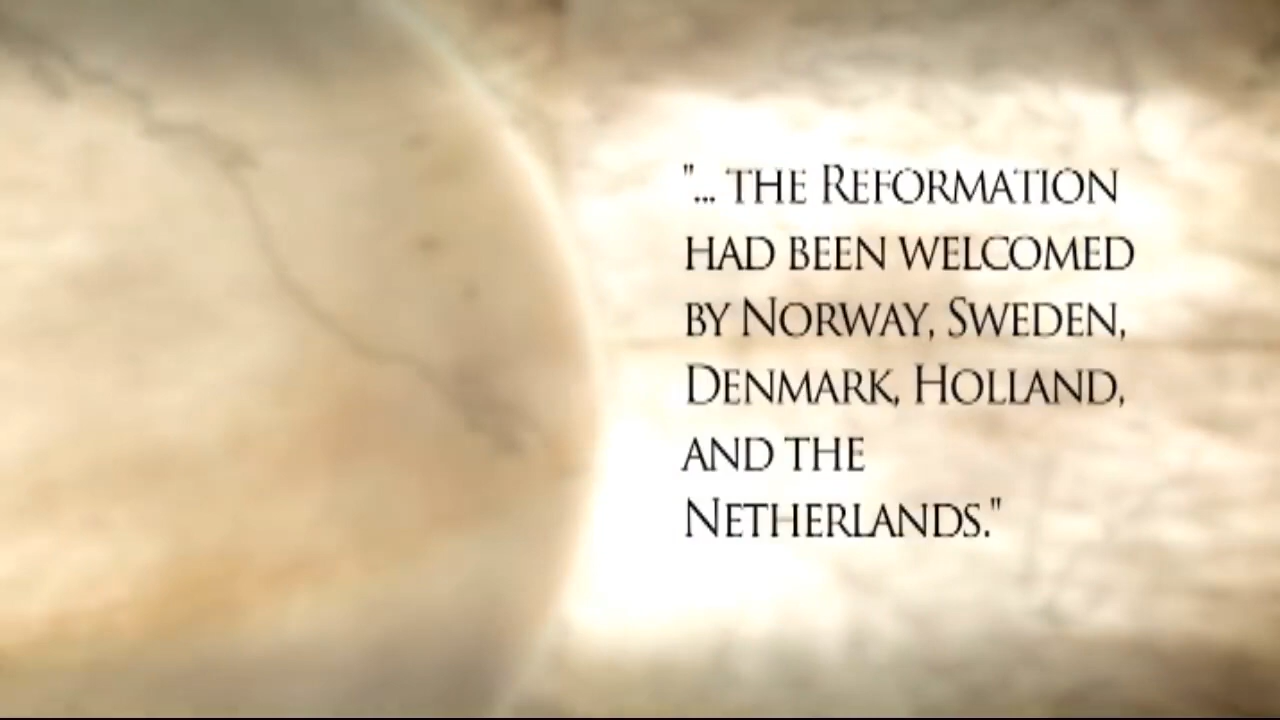 "... the Reformation
had been welcomed
by Norway, Sweden,
Denmark, Holland,
and the
Netherlands."